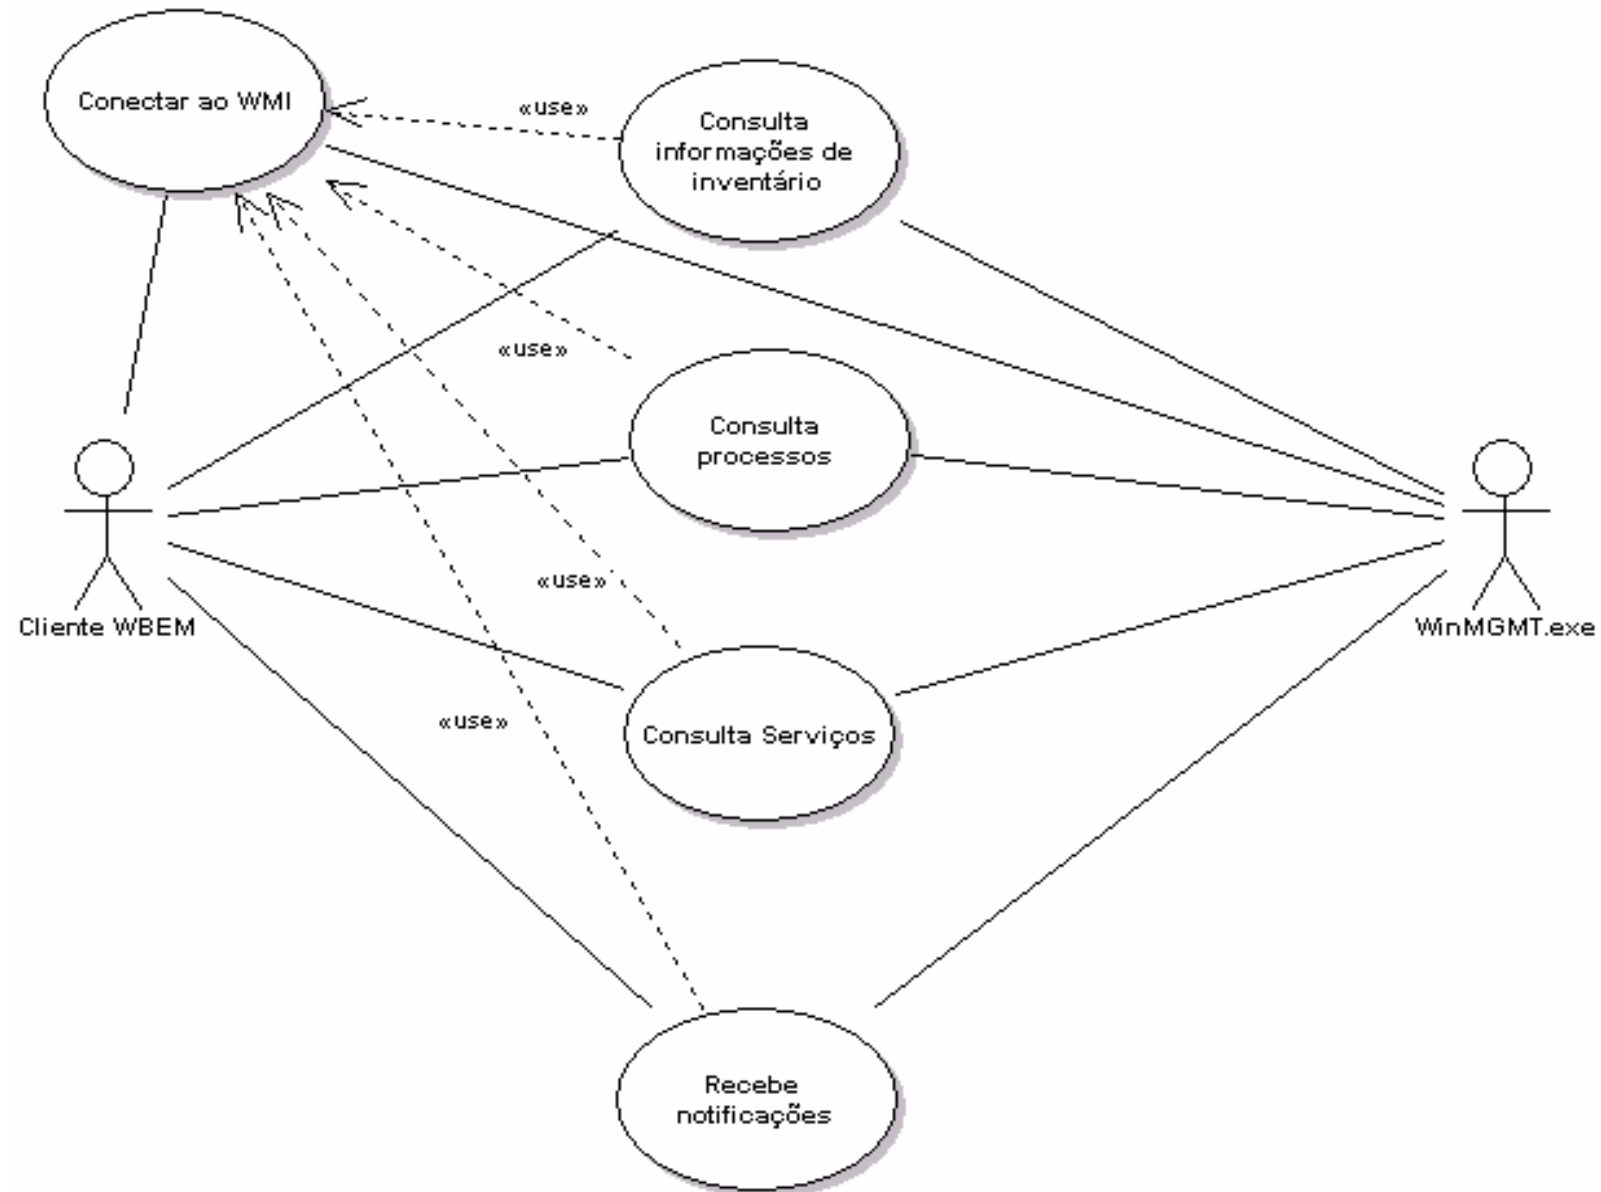 Conectar ao WMI
«use»
Consulta
informações de
inventário
«use»
Consulta
processos
«use»
Cliente WBEM
WinMGMT.exe
«use»
Consulta Serviços
Recebe
notificações